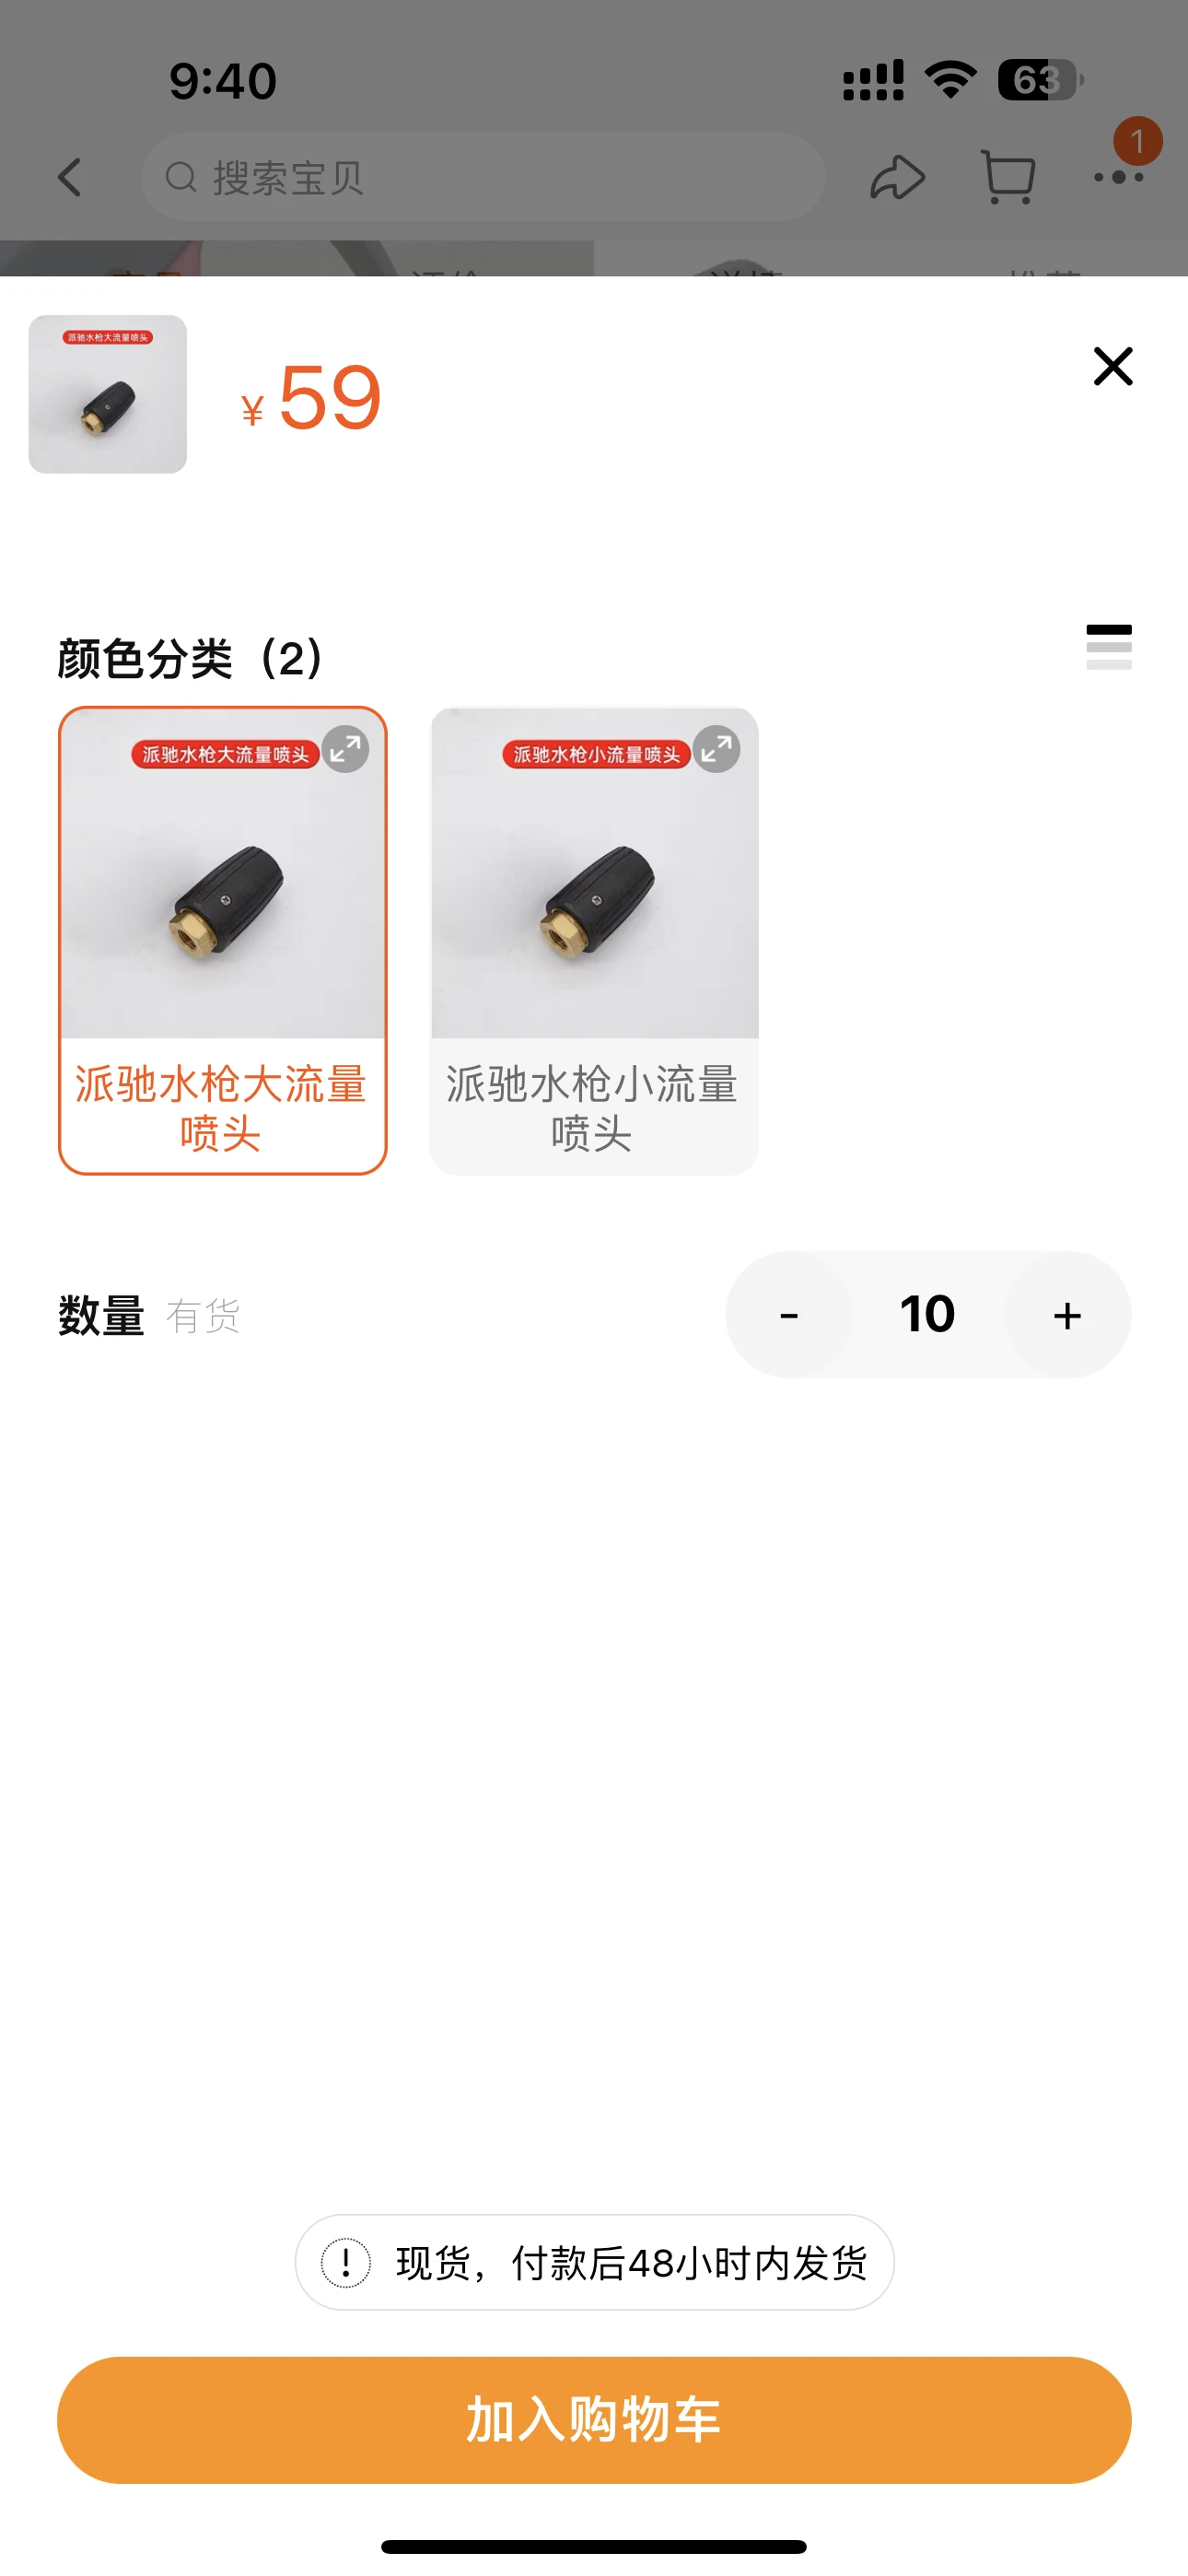 9:40
63
搜索宝贝
1
派驰水枪大流量喷头
¥ 59
颜色分类（2）
派驰水枪大流量喷头
派驰水枪小流量喷头
派驰水枪大流量
喷头
派驰水枪小流量
喷头
数量 有货
- 10 +
现货，付款后48小时内发货
加入购物车